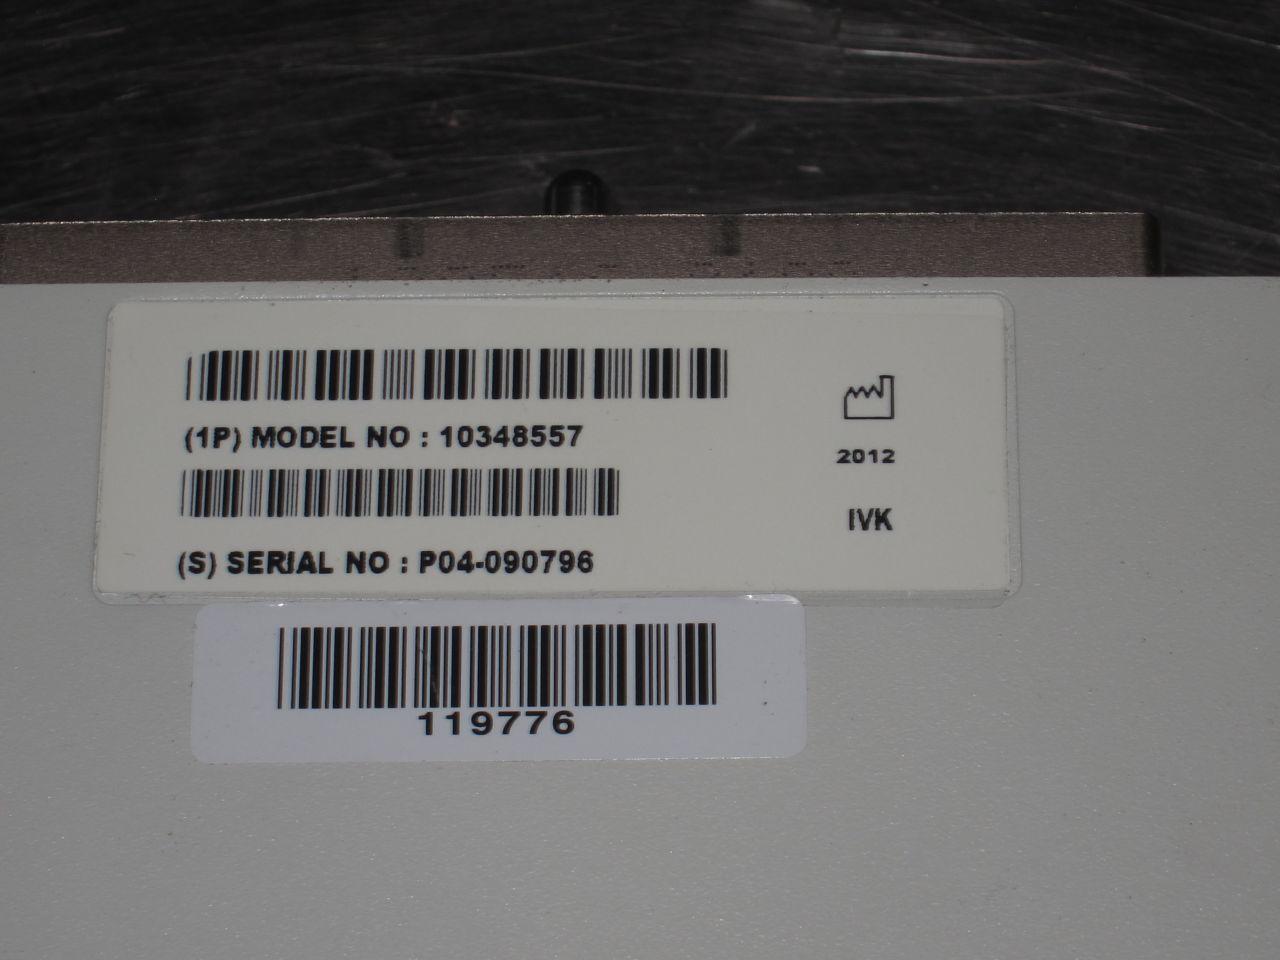 (1P) MODEL NO : 10348557
(S) SERIAL NO : P04-090796
2012
IVK
119776